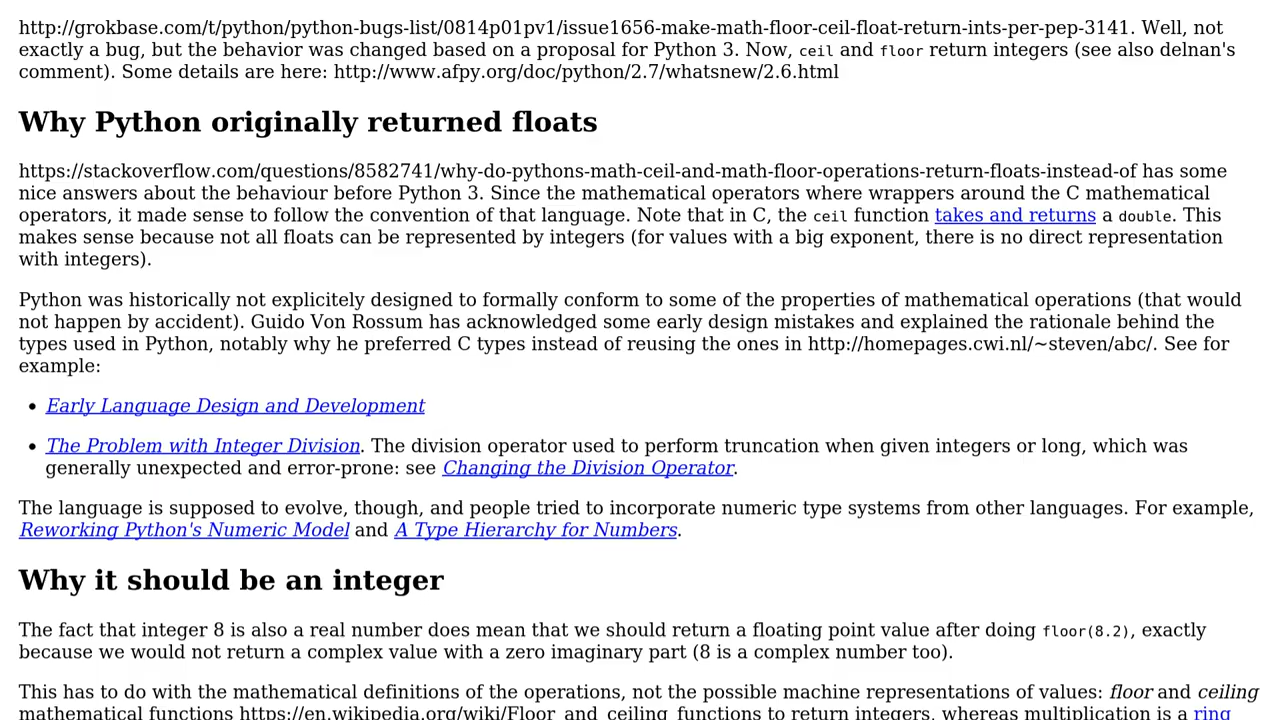 http://grokbase.com/t/python/python-bugs-list/0814p01pv1/issue1656-make-math-floor-ceil-float-return-ints-per-pep-3141. Well, not
exactly a bug, but the behavior was changed based on a proposal for Python 3. Now, ceil and floor return integers (see also delnan's
comment). Some details are here: http://www.afpy.org/doc/python/2.7/whatsnew/2.6.html
Why Python originally returned floats
https://stackoverflow.com/questions/8582741/why-do-pythons-math-ceil-and-math-floor-operations-return-floats-instead-of has some
nice answers about the behaviour before Python 3. Since the mathematical operators where wrappers around the C mathematical
operators, it made sense to follow the convention of that language. Note that in C, the ceil function takes and returns a double. This
makes sense because not all floats can be represented by integers (for values with a big exponent, there is no direct representation
with integers).
Python was historically not explicitely designed to formally conform to some of the properties of mathematical operations (that would
not happen by accident). Guido Von Rossum has acknowledged some early design mistakes and explained the rationale behind the
types used in Python, notably why he preferred C types instead of reusing the ones in http://homepages.cwi.nl/~steven/abc/. See for
example:
• Early Language Design and Development
• The Problem with Integer Division. The division operator used to perform truncation when given integers or long, which was
generally unexpected and error-prone: see Changing the Division Operator.
The language is supposed to evolve, though, and people tried to incorporate numeric type systems from other languages. For example,
Reworking Python's Numeric Model and A Type Hierarchy for Numbers.
Why it should be an integer
The fact that integer 8 is also a real number does mean that we should return a floating point value after doing floor(8.2), exactly
because we would not return a complex value with a zero imaginary part (8 is a complex number too).
This has to do with the mathematical definitions of the operations, not the possible machine representations of values: floor and ceiling
mathematical functions https://en.wikipedia.org/wiki/Floor_and_ceiling_functions to return integers, whereas multiplication is a ring